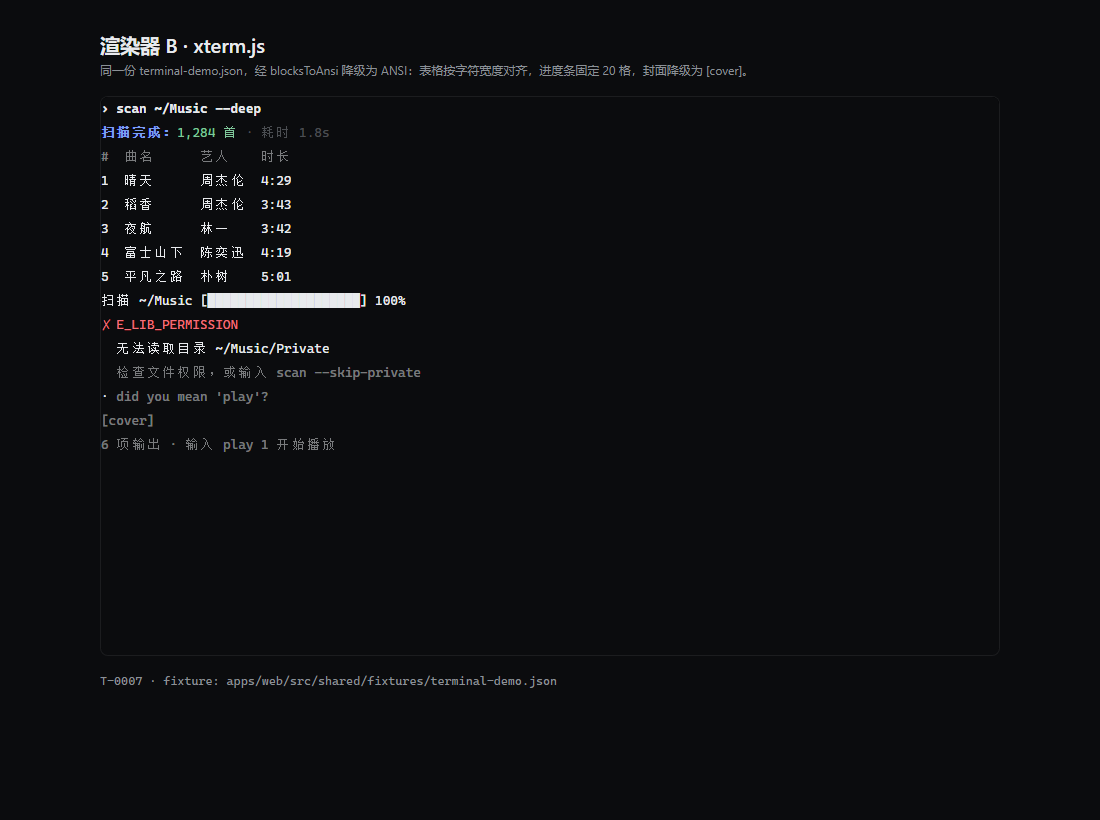 渲染器 B · xterm.js
同一份 terminal-demo.json，经 blocksToAnsi 降级为 ANSI：表格按字符宽度对齐，进度条固定 20 格，封面降级为 [cover]。
› scan ~/Music --deep
扫描完成: 1,284 首 · 耗时 1.8s
# 曲名 艺人 时长
1 晴天 周杰伦 4:29
2 稻香 周杰伦 3:43
3 夜航 林一 3:42
4 富士山下 陈奕迅 4:19
5 平凡之路 朴树 5:01
扫描 ~/Music [████████████████████] 100%
✗ E_LIB_PERMISSION
无法读取目录 ~/Music/Private
检查文件权限，或输入 scan --skip-private
· did you mean 'play'?
[cover]
6 项输出 · 输入 play 1 开始播放
T-0007 · fixture: apps/web/src/shared/fixtures/terminal-demo.json